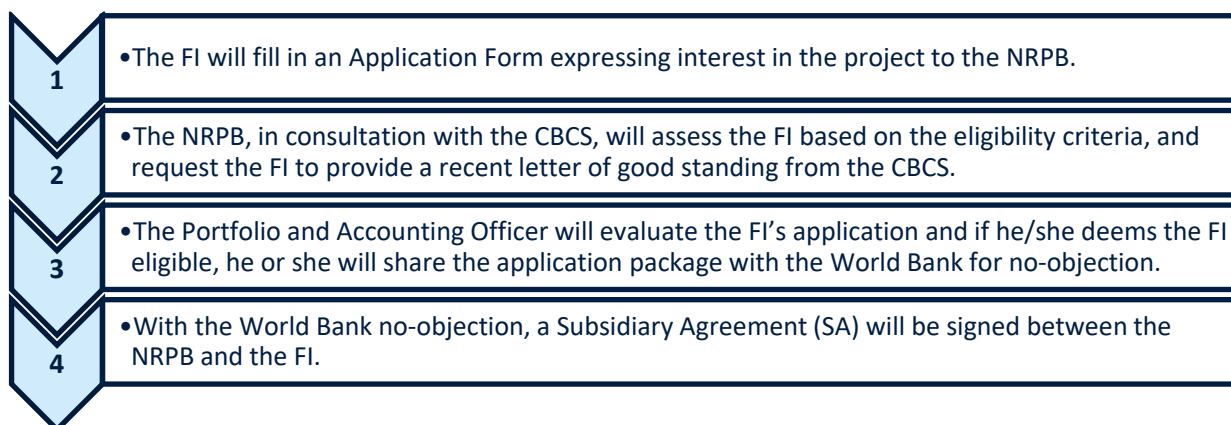 1
•The FI will fill in an Application Form expressing interest in the project to the NRPB.
2
•The NRPB, in consultation with the CBCS, will assess the FI based on the eligibility criteria, and
request the FI to provide a recent letter of good standing from the CBCS.
3
•The Portfolio and Accounting Officer will evaluate the FI’s application and if he/she deems the FI
eligible, he or she will share the application package with the World Bank for no-objection.
4
•With the World Bank no-objection, a Subsidiary Agreement (SA) will be signed between the
NRPB and the FI.